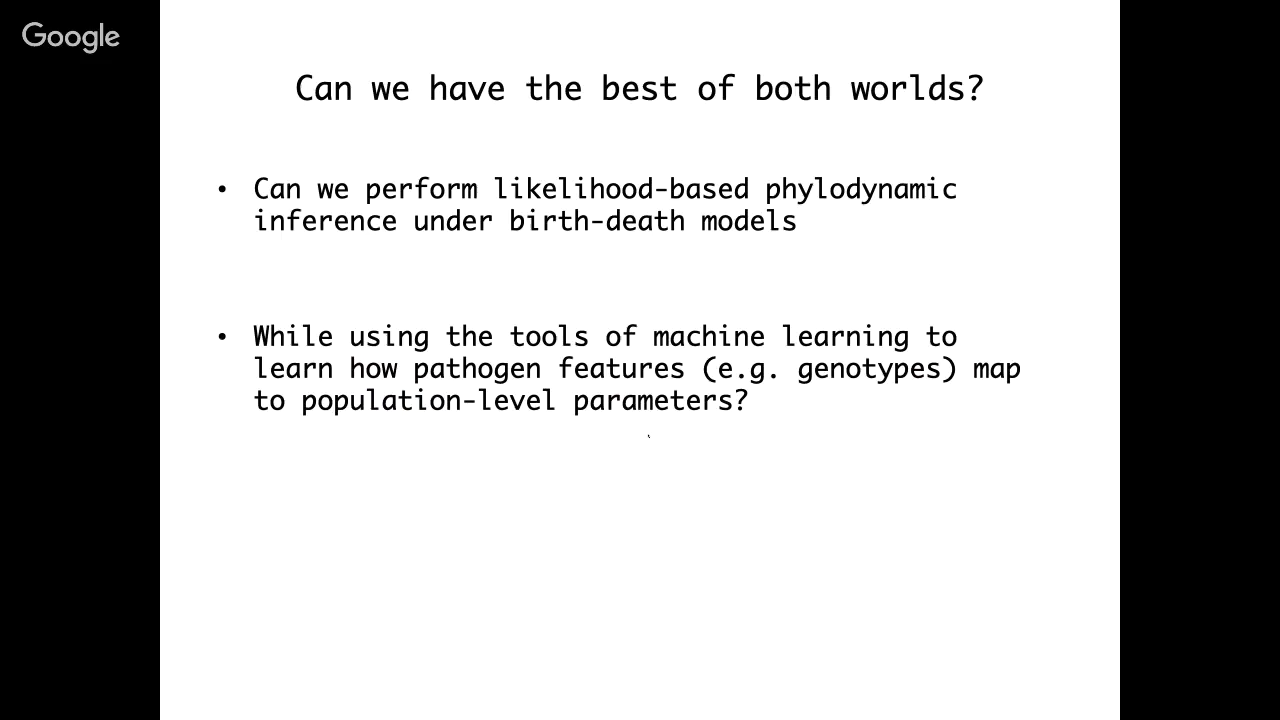 Google
Can we have the best of both worlds?
• Can we perform likelihood-based phylodynamic
inference under birth-death models
• While using the tools of machine learning to
learn how pathogen features (e.g. genotypes) map
to population-level parameters?